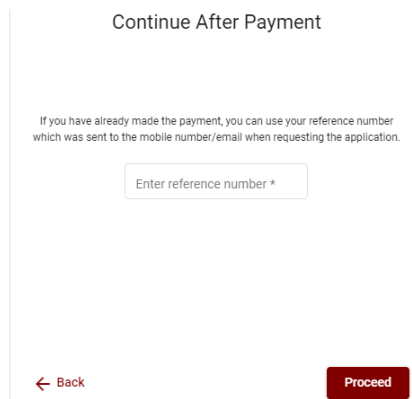 Continue After Payment
If you have already made the payment, you can use your reference number
which was sent to the mobile number/email when requesting the application.
Enter reference number *
← Back
Proceed